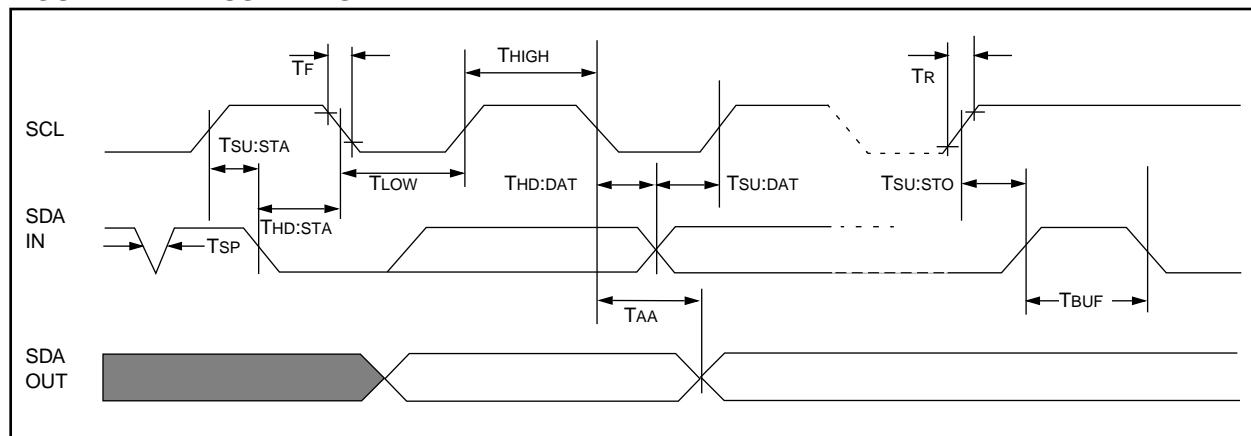 TF
THIGH
TR
SCL
TSU:STA
TLOW
THD:DAT
TSU:DAT
TSU:STO
SDA
IN
TSP
THD:STA
TAA
TBUF
SDA
OUT